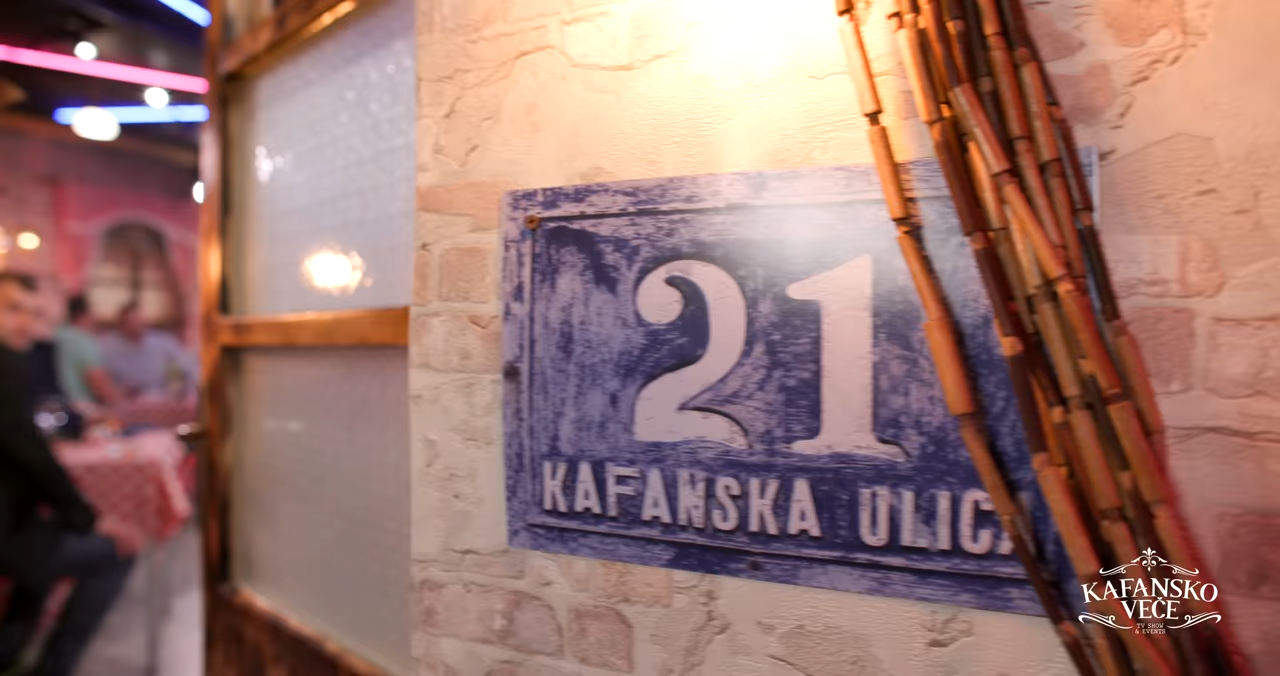 21
KAFANSKA ULIC
KAFANSKO
VEČE
TV SHOW
& EVENTS